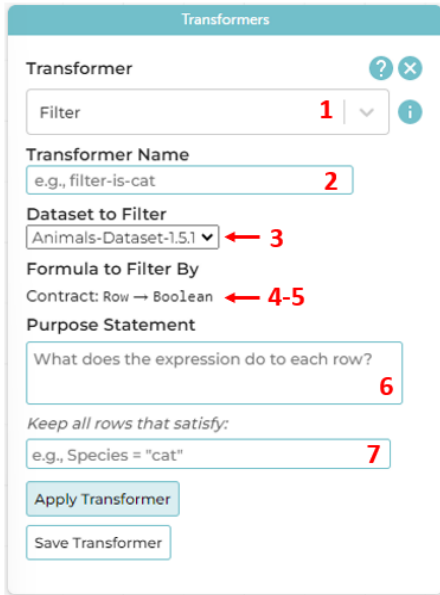 Transformers
Transformer
?
Filter 1
i
Transformer Name
e.g., filter-is-cat 2
Dataset to Filter
Animals-Dataset-1.5.1 3
Formula to Filter By
Contract: Row → Boolean 4-5
Purpose Statement
What does the expression do to each row?
6
Keep all rows that satisfy:
e.g., Species = "cat" 7
Apply Transformer
Save Transformer